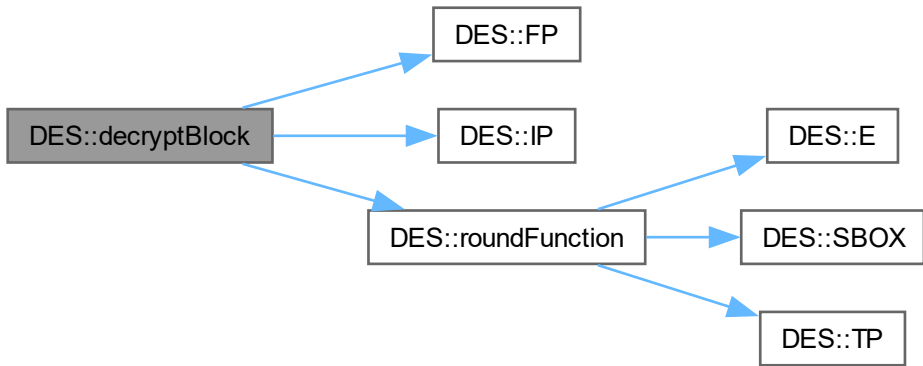 DES::FP
DES::decryptBlock
DES::IP
DES::E
DES::roundFunction
DES::SBOX
DES::TP